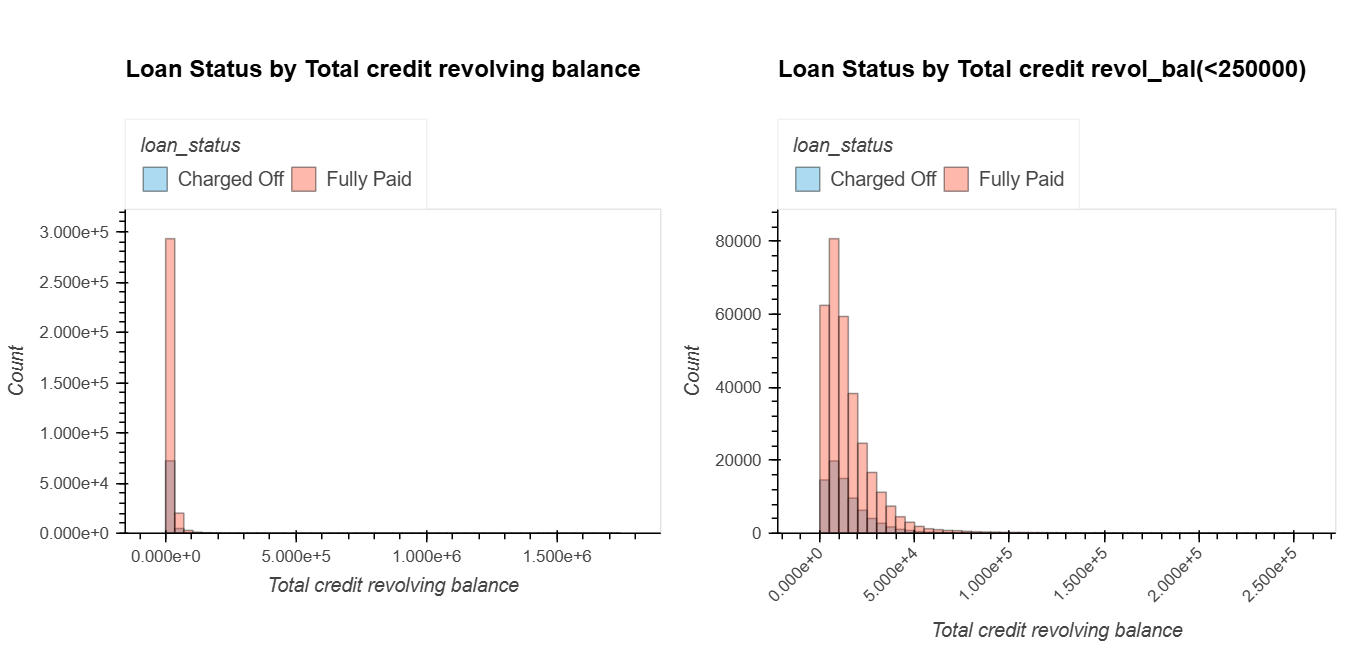 Loan Status by Total credit revolving balance
loan_status
Charged Off Fully Paid
3.000e+5
2.500e+5
2.000e+5
1.500e+5
1.000e+5
5.000e+4
0.000e+0
Count
0.000e+0 5.000e+5 1.000e+6 1.500e+6
Total credit revolving balance
Loan Status by Total credit revol_bal(<250000)
loan_status
Charged Off Fully Paid
80000
60000
40000
20000
0
Count
0.000e+0 5.000e+4 1.000e+5 1.500e+5 2.000e+5 2.500e+5
Total credit revolving balance